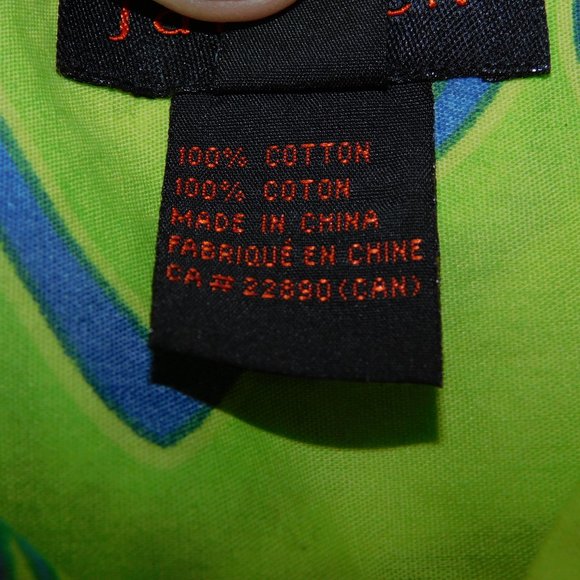 100% COTTON
100% COTON
MADE IN CHINA
FABRIQUÉ EN CHINE
CA # 22890 (CAN)